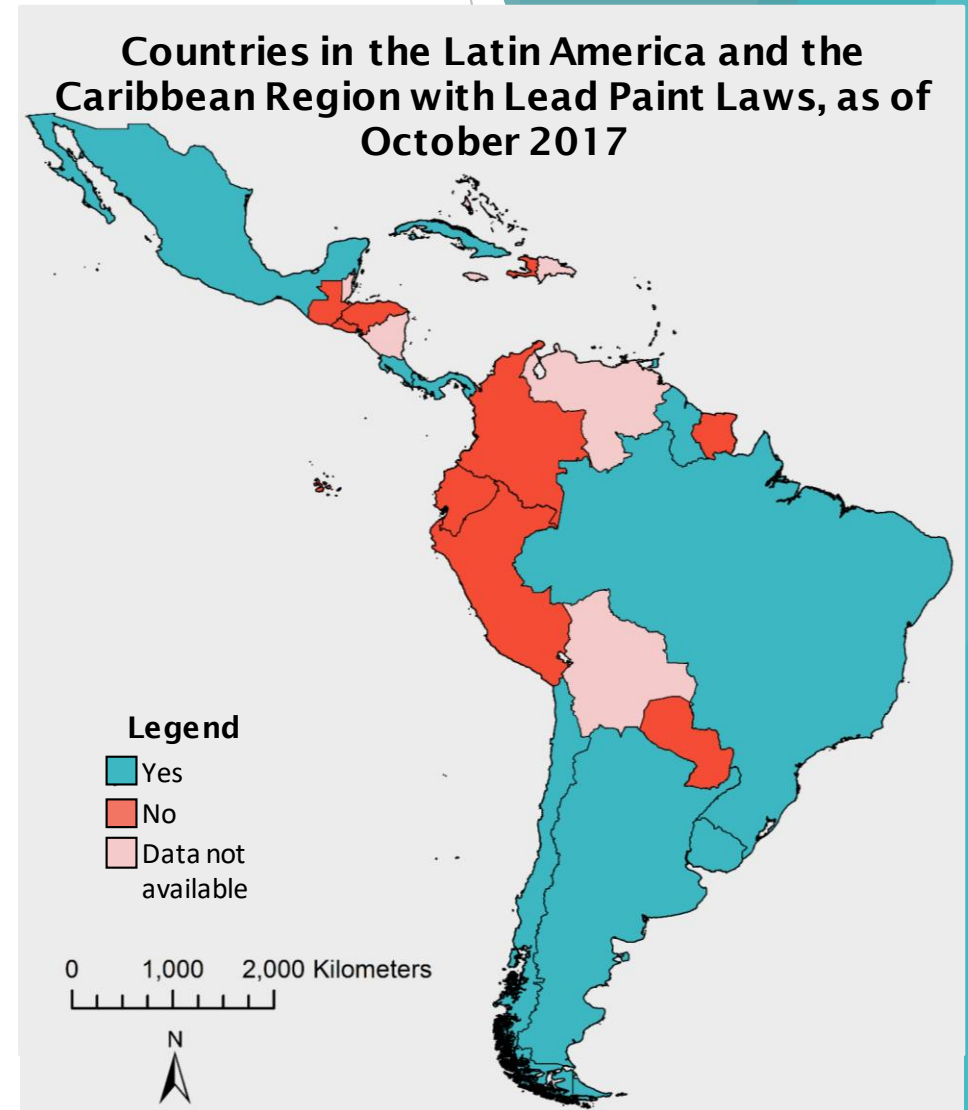 Countries in the Latin America and the
Caribbean Region with Lead Paint Laws, as of
October 2017
Legend
Yes
No
Data not
available
0 1,000 2,000 Kilometers
N